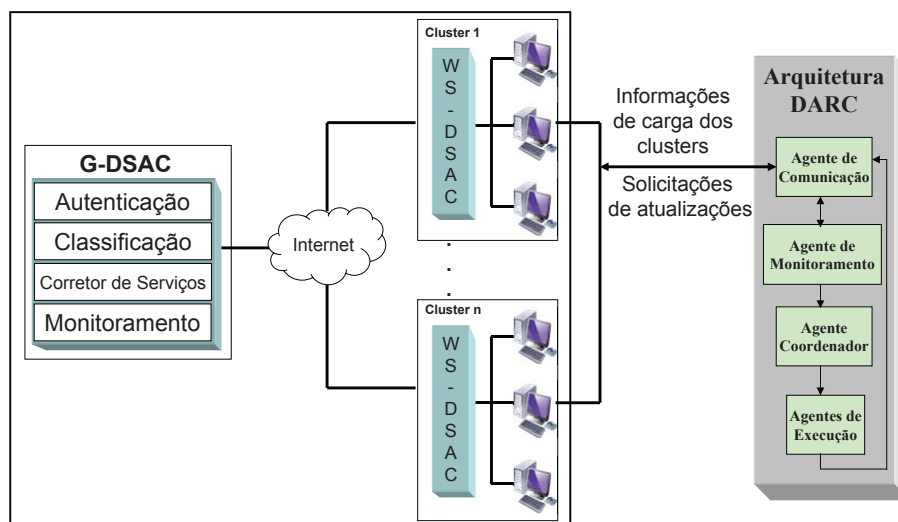 G-DSAC
Autenticação
Classificação
Corretor de Serviços
Monitoramento
Internet
Cluster 1
W
S
-
D
S
A
C
.
.
.
Cluster n
W
S
-
D
S
A
C
Informações
de carga dos
clusters
Solicitações
de atualizações
Arquitetura
DARC
Agente de
Comunicação
Agente de
Monitoramento
Agente
Coordenador
Agentes de
Execução